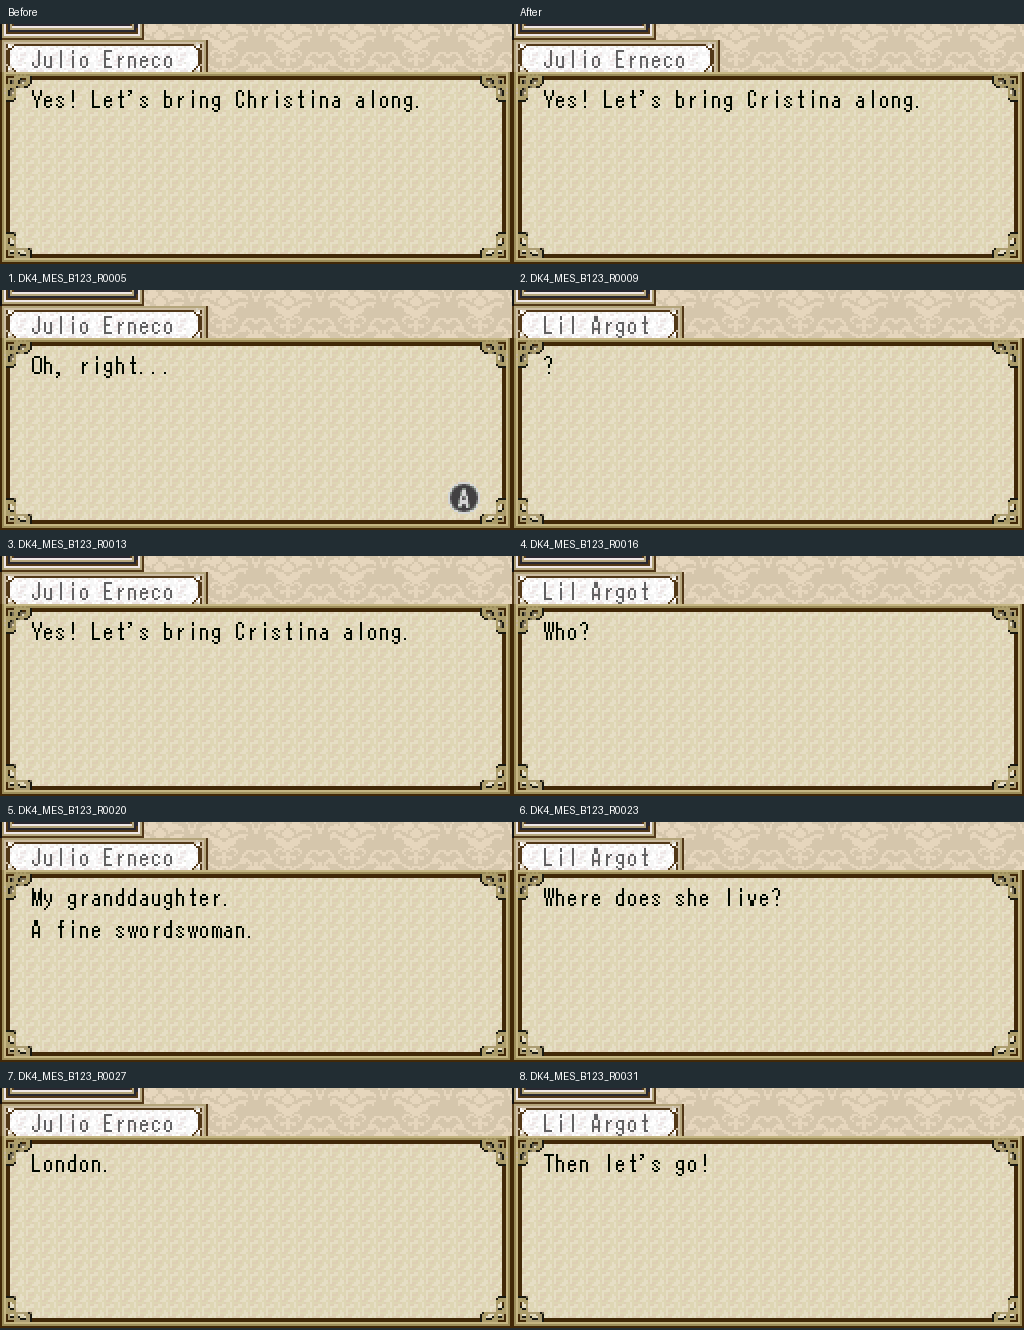 Before
After
Julio Erneco
Yes! Let's bring Christina along.
Julio Erneco
Yes! Let's bring Cristina along.
1. DK4_MES_B123_R0005
2. DK4_MES_B123_R0009
Julio Erneco
Oh, right...
A
Lil Argot
?
3. DK4_MES_B123_R0013
4. DK4_MES_B123_R0016
Julio Erneco
Yes! Let's bring Cristina along.
Lil Argot
Who?
5. DK4_MES_B123_R0020
6. DK4_MES_B123_R0023
Julio Erneco
My granddaughter.
A fine swordswoman.
Lil Argot
Where does she live?
7. DK4_MES_B123_R0027
8. DK4_MES_B123_R0031
Julio Erneco
London.
Lil Argot
Then let's go!